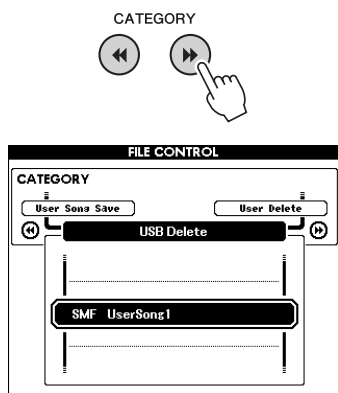 CATEGORY
FILE CONTROL
CATEGORY
User Song Save
User Delete
USB Delete
SMF UserSong1